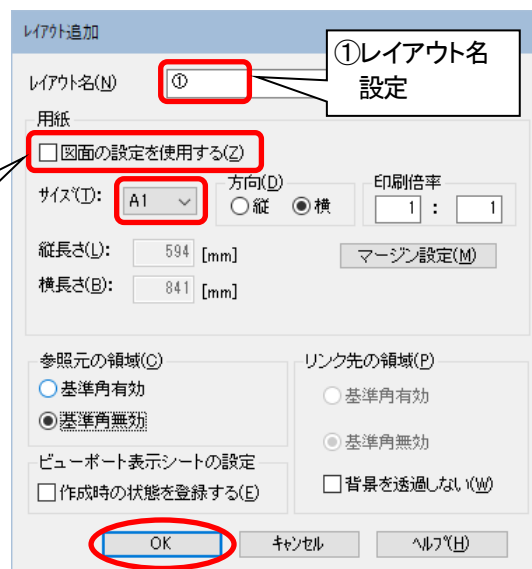 レイアウト追加
①レイアウト名
設定
レイアウト名(N) ①
用紙
図面の設定を使用する(Z)
サイズ(T): A1 方向(D) 縦 横 印刷倍率 1 : 1
縦長さ(L): 594 [mm] マージン設定(M)
横長さ(B): 841 [mm]
参照元の領域(C) リンク先の領域(P)
基準角有効 基準角有効
基準角無効 基準角無効
ビューポート表示シートの設定
作成時の状態を登録する(E) 背景を透過しない(W)
OK キャンセル ヘルプ(H)